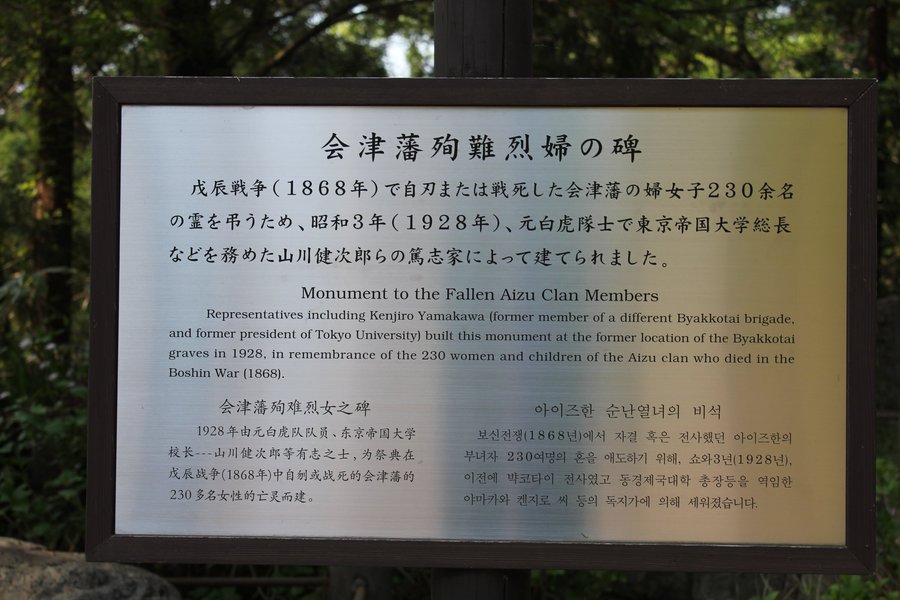 会津藩殉難烈婦の碑
戊辰戦争（1868年）で自刃または戦死した会津藩の婦女子230余名
の霊を弔うため、昭和3年（1928年）、元白虎隊士で東京帝国大学総長
などを務めた山川健次郎らの篤志家によって建てられました。
Monument to the Fallen Aizu Clan Members
Representatives including Kenjiro Yamakawa (former member of a different Byakkotai brigade,
and former president of Tokyo University) built this monument at the former location of the Byakkotai
graves in 1928, in remembrance of the 230 women and children of the Aizu clan who died in the
Boshin War (1868).
会津藩殉难烈女之碑
1928年由元白虎队队员、东京帝国大学
校长---山川健次郎等有志之士，为祭典在
戊辰战争(1868年)中自刎或战死的会津藩的
230多名女性的亡灵而建。
아이즈한 순난열녀의 비석
보신전쟁(1868년)에서 자결 혹은 전사했던 아이즈한의
부녀자 230여명의 혼을 애도하기 위해, 쇼와3년(1928년),
이전에 뱌코타이 전사였고 동경제국대학 총장등을 역임한
야마카와 켄지로 씨 등의 독지가에 의해 세워졌습니다.